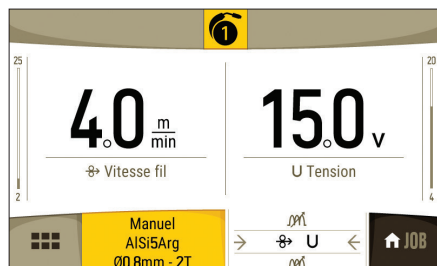 1
25
20
4.0 m/min
15.0 V
Vitesse fil
U Tension
2
4
Manuel
AlSi5Arg
Ø0.8mm - 2T
U
JOB